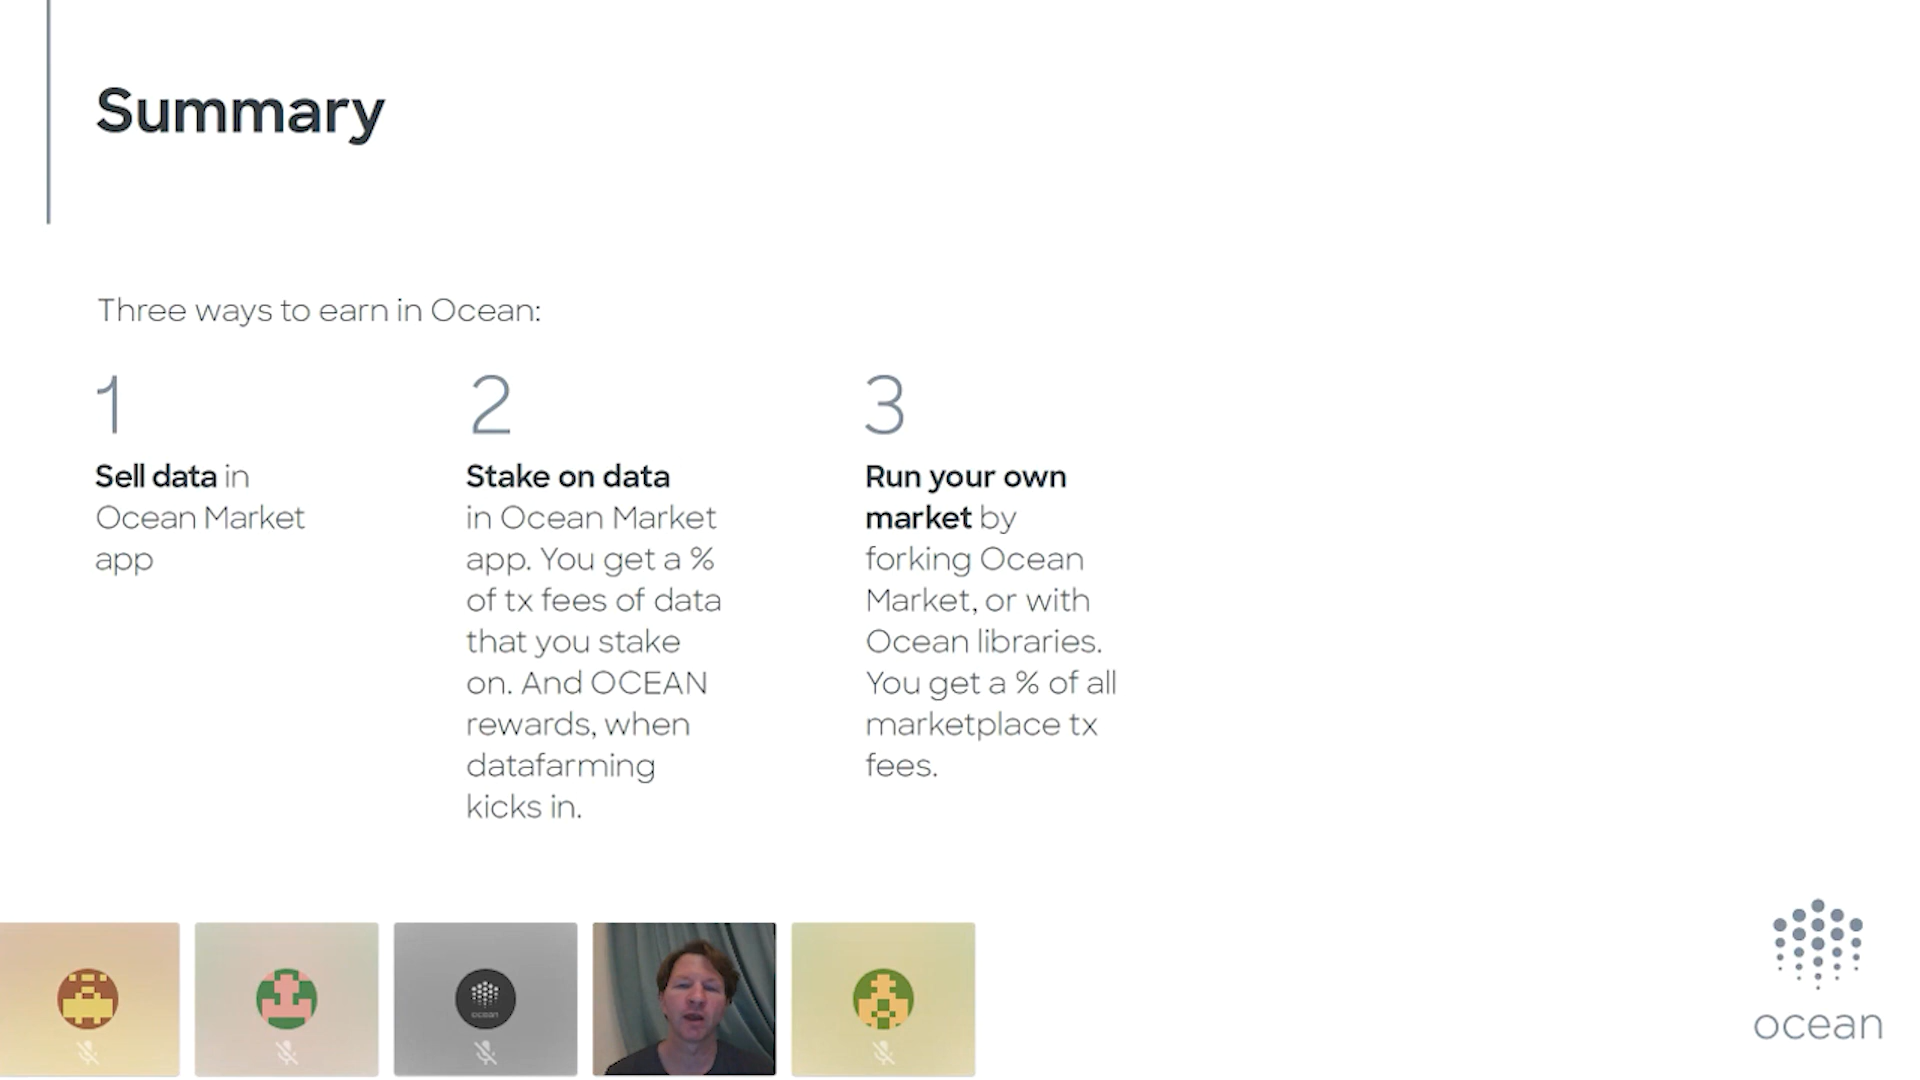 Summary
Three ways to earn in Ocean:
1
Sell data in
Ocean Market
app
2
Stake on data
in Ocean Market
app. You get a %
of tx fees of data
that you stake
on. And OCEAN
rewards, when
datafarming
kicks in.
3
Run your own
market by
forking Ocean
Market, or with
Ocean libraries.
You get a % of all
marketplace tx
fees.
ocean
ocean